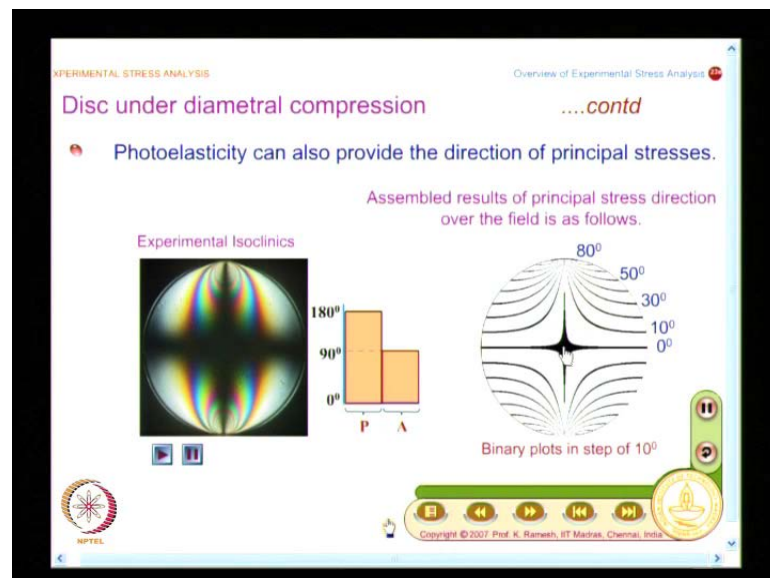 XPERIMENTAL STRESS ANALYSIS
Overview of Experimental Stress Analysis
Disc under diametral compression
....contd
Photoelasticity can also provide the direction of principal stresses.
Assembled results of principal stress direction
over the field is as follows.
Experimental Isoclinics
180⁰
90⁰
0⁰
P A
80⁰
50⁰
30⁰
10⁰
0⁰
Binary plots in step of 10⁰
NPTEL
Copyright © 2007 Prof. K. Ramesh, IIT Madras, Chennai, India